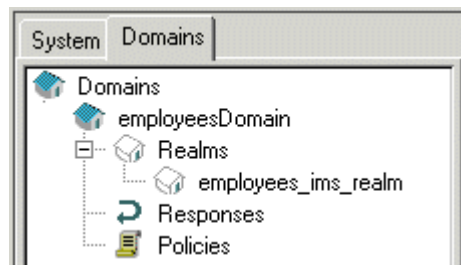 System Domains
Domains
employeesDomain
Realms
employees_ims_realm
Responses
Policies